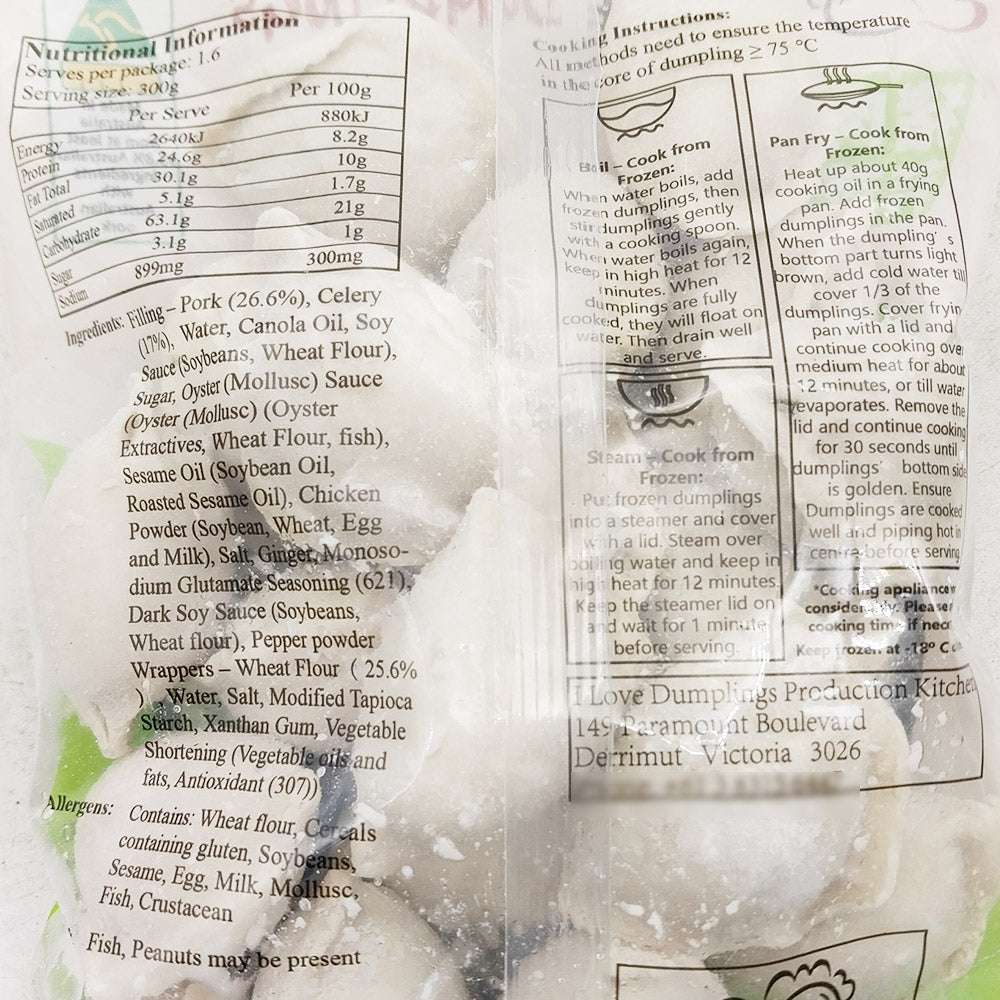 Nutritional Information
Serves per package: 1.6
Serving size: 300g
Per Serve Per 100g
Energy 2640kJ 880kJ
Protein 24.6g 8.2g
Fat Total 30.1g 10g
Saturated 5.1g 1.7g
Carbohydrate 63.1g 21g
Sugar 3.1g 1g
Sodium 899mg 300mg
Ingredients: Filling – Pork (26.6%), Celery
(17%), Water, Canola Oil, Soy
Sauce (Soybeans, Wheat Flour),
Sugar, Oyster (Mollusc) Sauce
(Oyster (Mollusc) (Oyster
Extractives, Wheat Flour, fish),
Sesame Oil (Soybean Oil,
Roasted Sesame Oil), Chicken
Powder (Soybean, Wheat, Egg
and Milk), Salt, Ginger, Monoso-
dium Glutamate Seasoning (621),
Dark Soy Sauce (Soybeans,
Wheat flour), Pepper powder
Wrappers – Wheat Flour ( 25.6%
) , Water, Salt, Modified Tapioca
Starch, Xanthan Gum, Vegetable
Shortening (Vegetable oils and
fats, Antioxidant (307))
Allergens: Contains: Wheat flour, Cereals
containing gluten, Soybeans,
Sesame, Egg, Milk, Mollusc,
Fish, Crustacean
Fish, Peanuts may be present
Cooking Instructions:
All methods need to ensure the temperature
in the core of dumpling ≥ 75 °C
Boil – Cook from
Frozen:
When water boils, add
frozen dumplings, then
stir dumplings gently
with a cooking spoon.
When water boils again,
keep in high heat for 12
minutes. When
dumplings are fully
cooked, they will float on
water. Then drain well
and serve.
Steam – Cook from
Frozen:
Put frozen dumplings
into a steamer and cover
with a lid. Steam over
boiling water and keep in
high heat for 12 minutes.
Keep the steamer lid on
and wait for 1 minute
before serving.
Pan Fry – Cook from
Frozen:
Heat up about 40g
cooking oil in a frying
pan. Add frozen
dumplings in the pan.
When the dumpling' s
bottom part turns light
brown, add cold water till
cover 1/3 of the
dumplings. Cover fryin
pan with a lid and
continue cooking over
medium heat for about
12 minutes, or till water
evaporates. Remove the
lid and continue cooking
for 30 seconds until
dumplings' bottom side
is golden. Ensure
Dumplings are cooked
well and piping hot in
centre before serving
*Cooking appliances
considerably. Please
cooking time if
Keep frozen at -18° C
I Love Dumplings Production Kitchen
149 Paramount Boulevard
Derrimut Victoria 3026